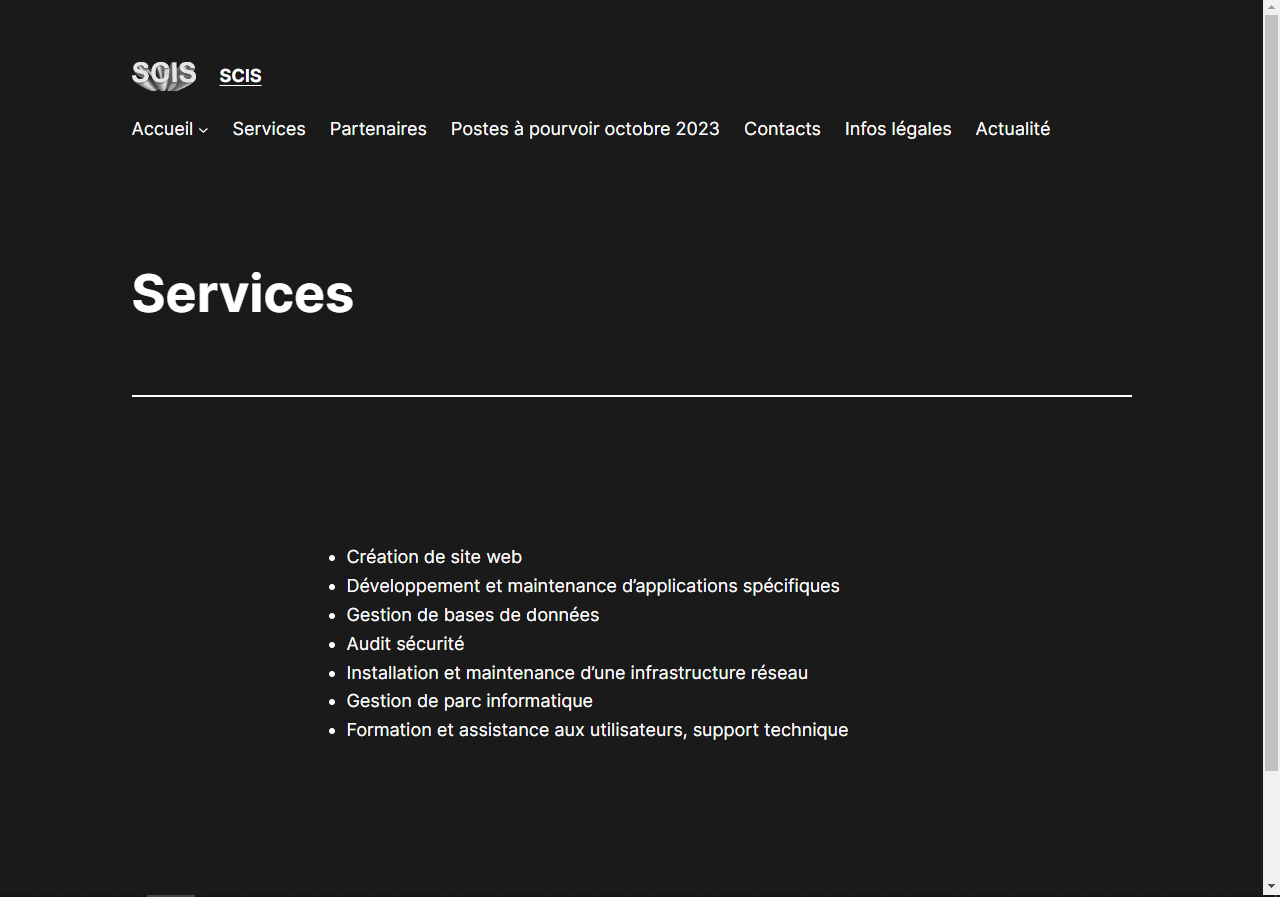 SCIS SCIS
Accueil Services Partenaires Postes à pourvoir octobre 2023 Contacts Infos légales Actualité
Services
Création de site web
Développement et maintenance d’applications spécifiques
Gestion de bases de données
Audit sécurité
Installation et maintenance d’une infrastructure réseau
Gestion de parc informatique
Formation et assistance aux utilisateurs, support technique